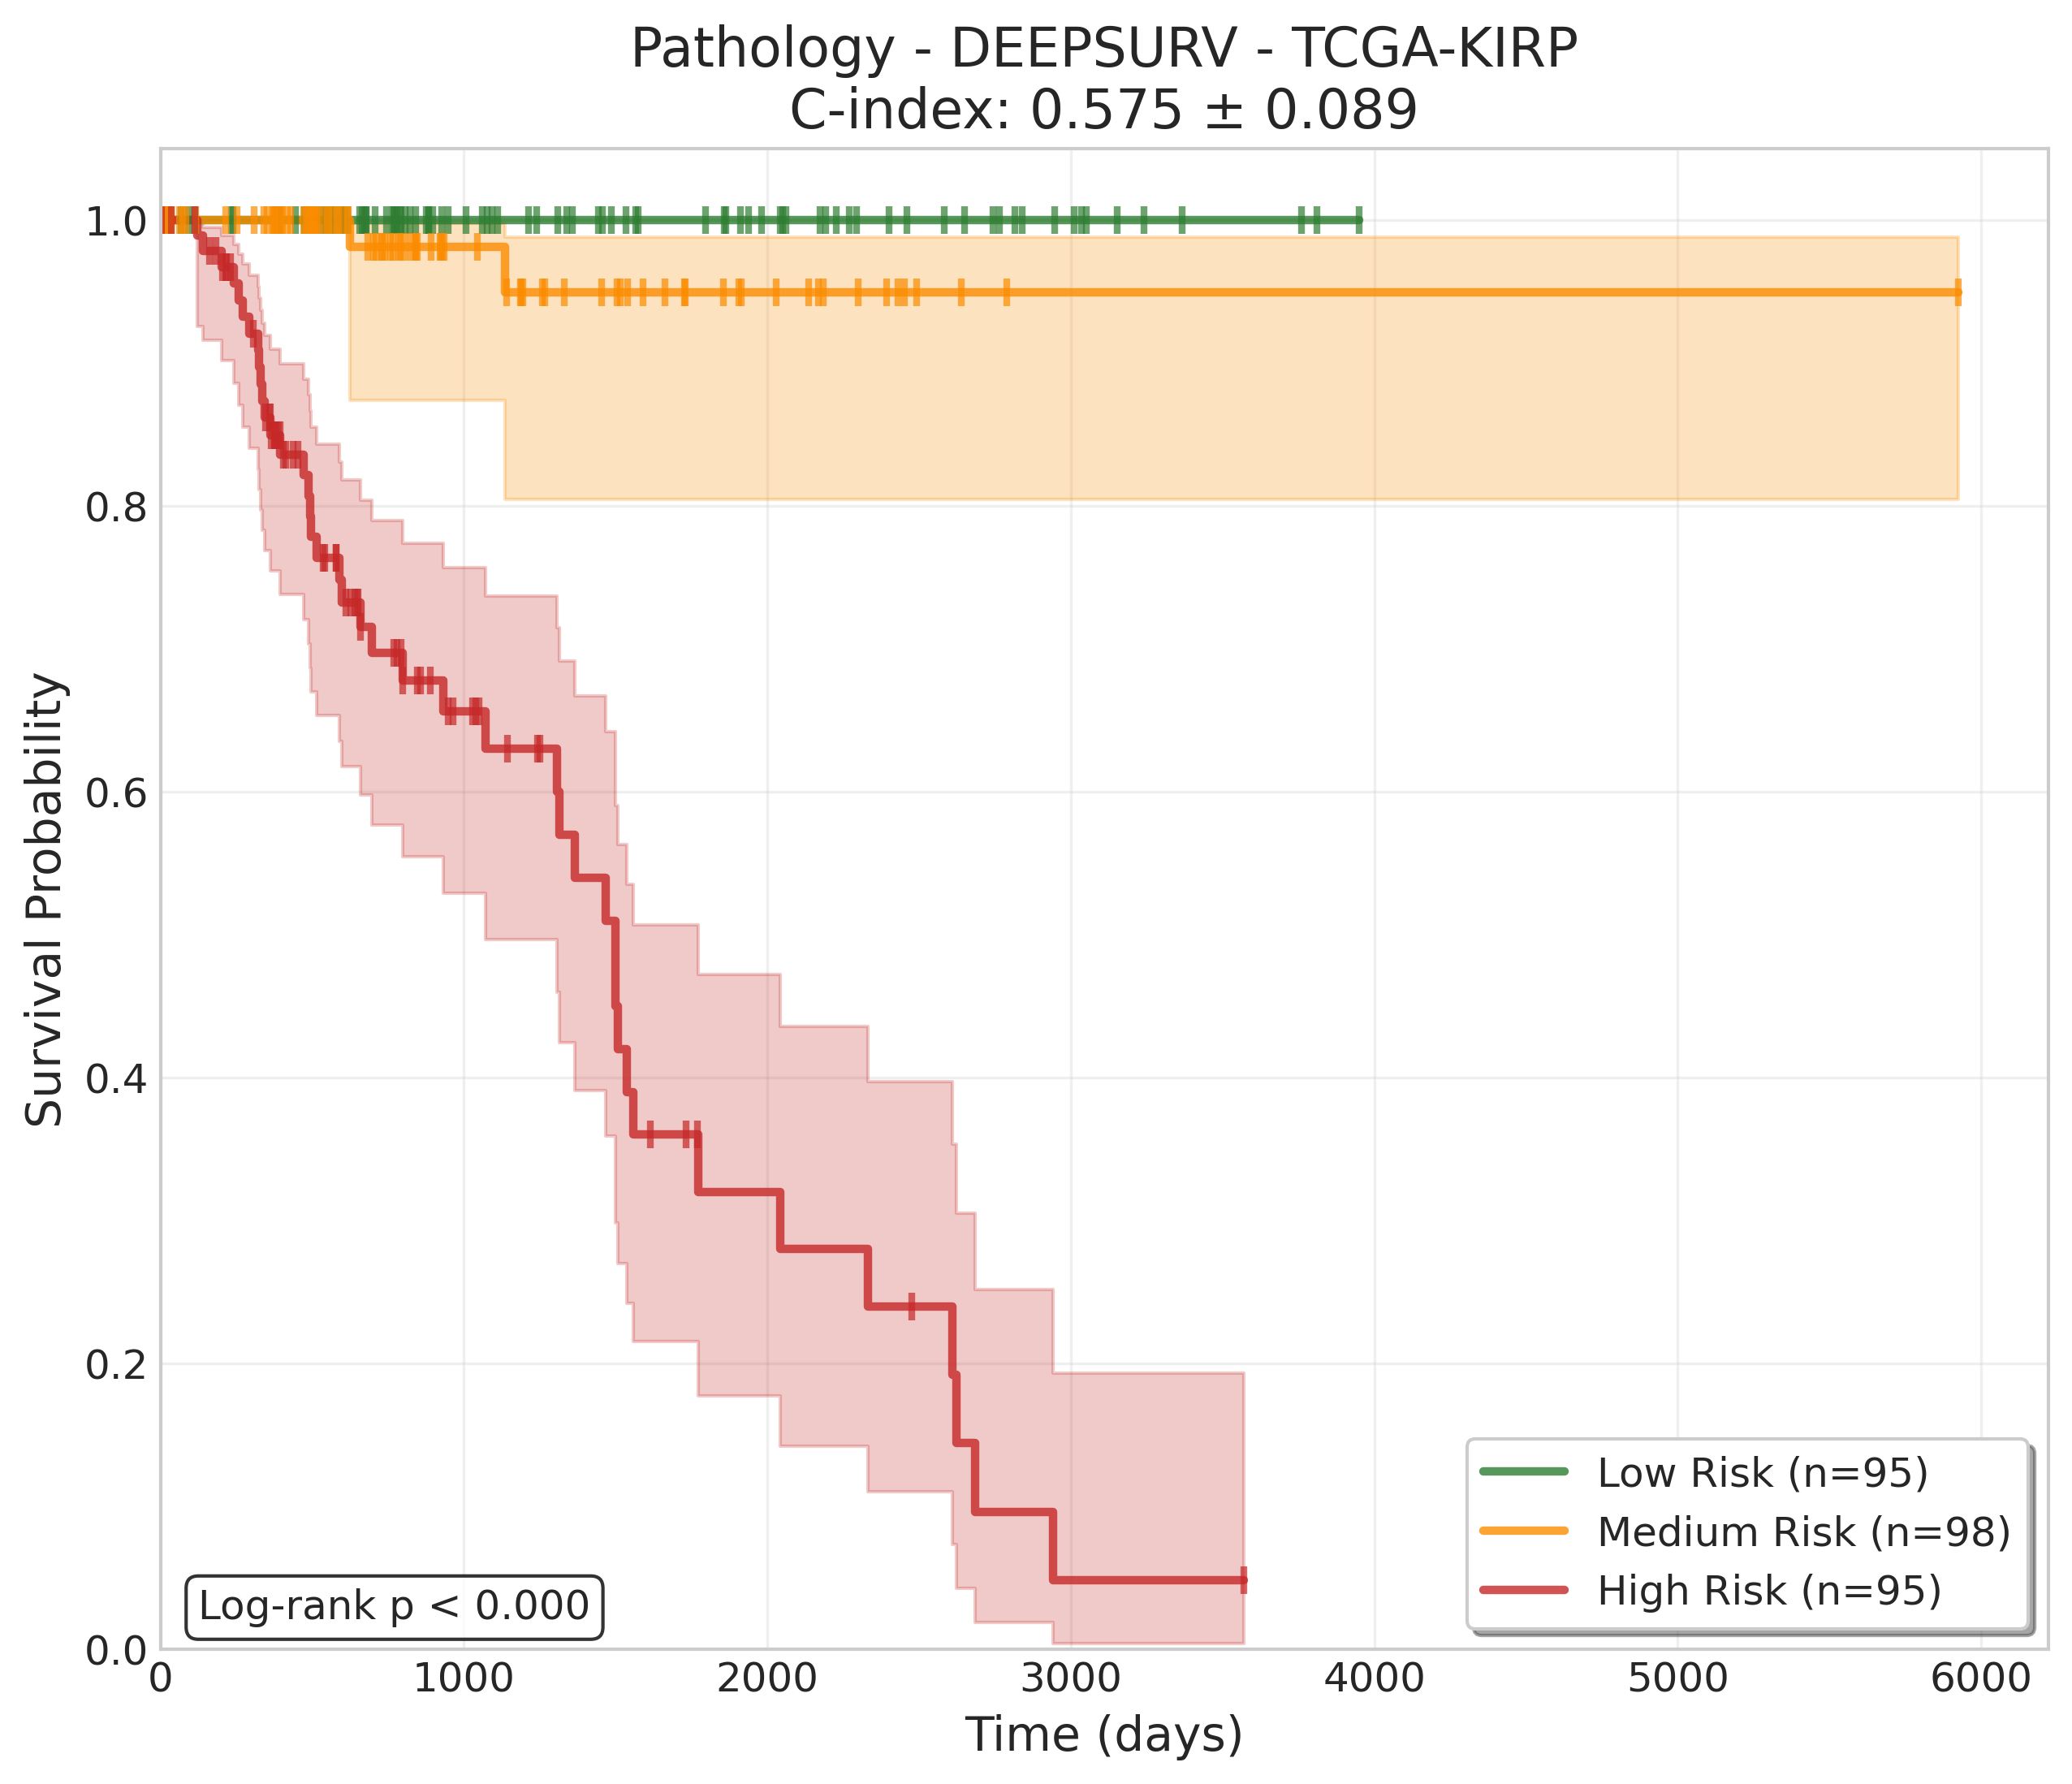 Pathology - DEEPSURV - TCGA-KIRP
C-index: 0.575 ± 0.089
Survival Probability
1.0
0.8
0.6
0.4
0.2
0.0
Log-rank p < 0.000
Low Risk (n=95)
Medium Risk (n=98)
High Risk (n=95)
0 1000 2000 3000 4000 5000 6000
Time (days)